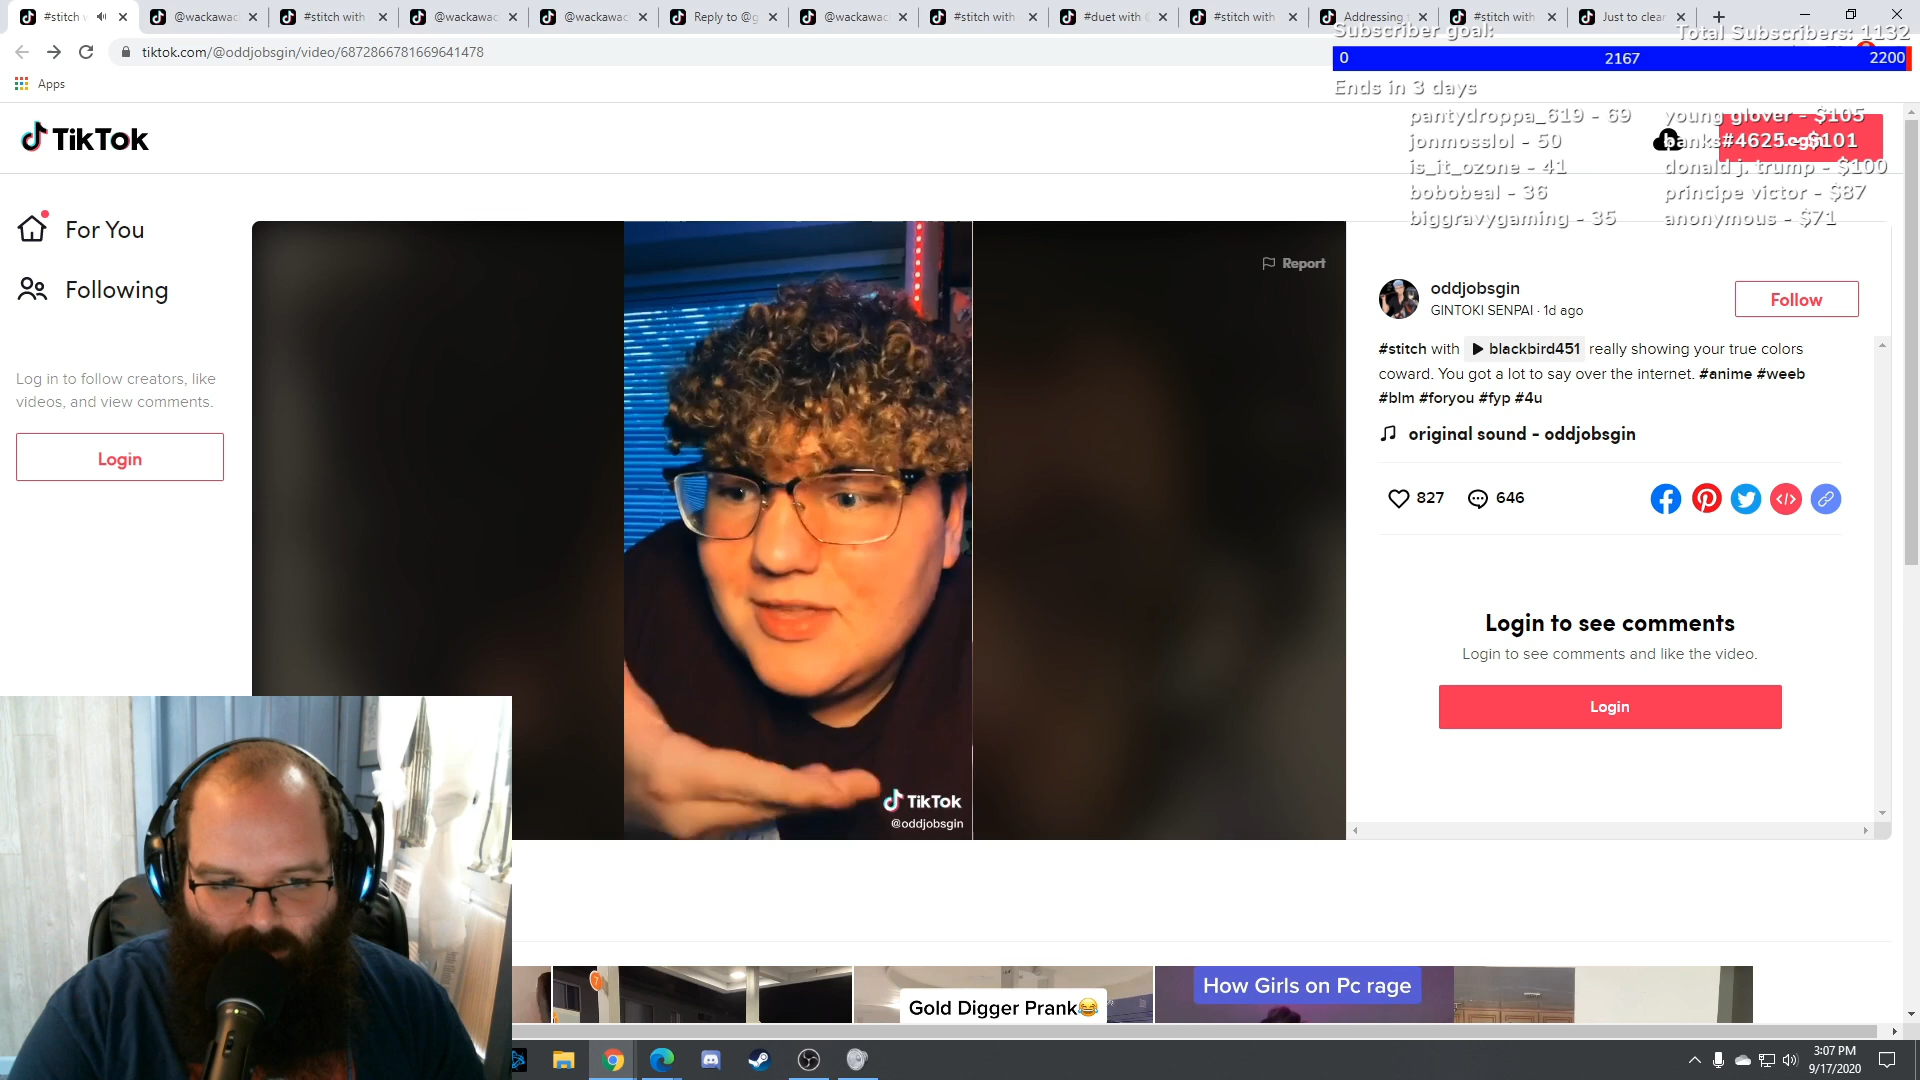 #stitch w
@wackawac
#stitch with
@wackawac
@wackawac
Reply to @g
@wackawac
#stitch with
#duet with
#stitch with
Addressing
#stitch with
Just to clear
tiktok.com/@oddjobsgin/video/6872866781669641478
Apps
Subscriber goal:
Total Subscribers: 1132
0
2167
2200
Ends in 3 days
pantydroppa_619 - 69
jonmosslol - 50
is_it_ozone - 41
bobobeal - 36
biggravygaming - 35
young glover - $105
banks#4625 - $101
donald j. trump - $100
principe victor - $87
anonymous - $71
TikTok
Login
For You
Following
Log in to follow creators, like
videos, and view comments.
Login
Report
TikTok
@oddjobsgin
oddjobsgin
GINTOKI SENPAI · 1d ago
Follow
#stitch with ▶ blackbird451 really showing your true colors
coward. You got a lot to say over the internet. #anime #weeb
#blm #foryou #fyp #4u
original sound - oddjobsgin
827
646
Login to see comments
Login to see comments and like the video.
Login
Gold Digger Prank😂
How Girls on Pc rage
3:07 PM
9/17/2020